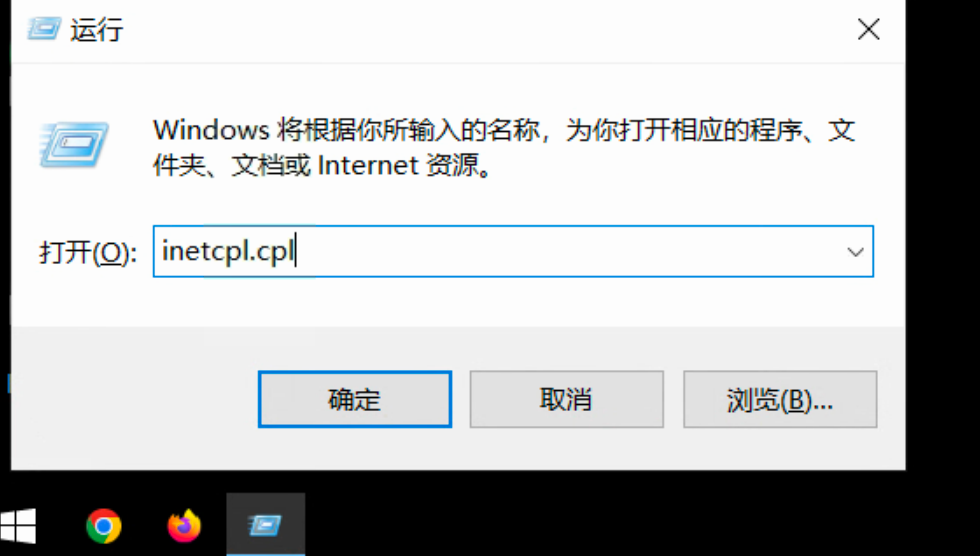 运行
Windows 将根据你所输入的名称，为你打开相应的程序、文
件夹、文档或 Internet 资源。
打开(O): inetcpl.cpl
确定 取消 浏览(B)...